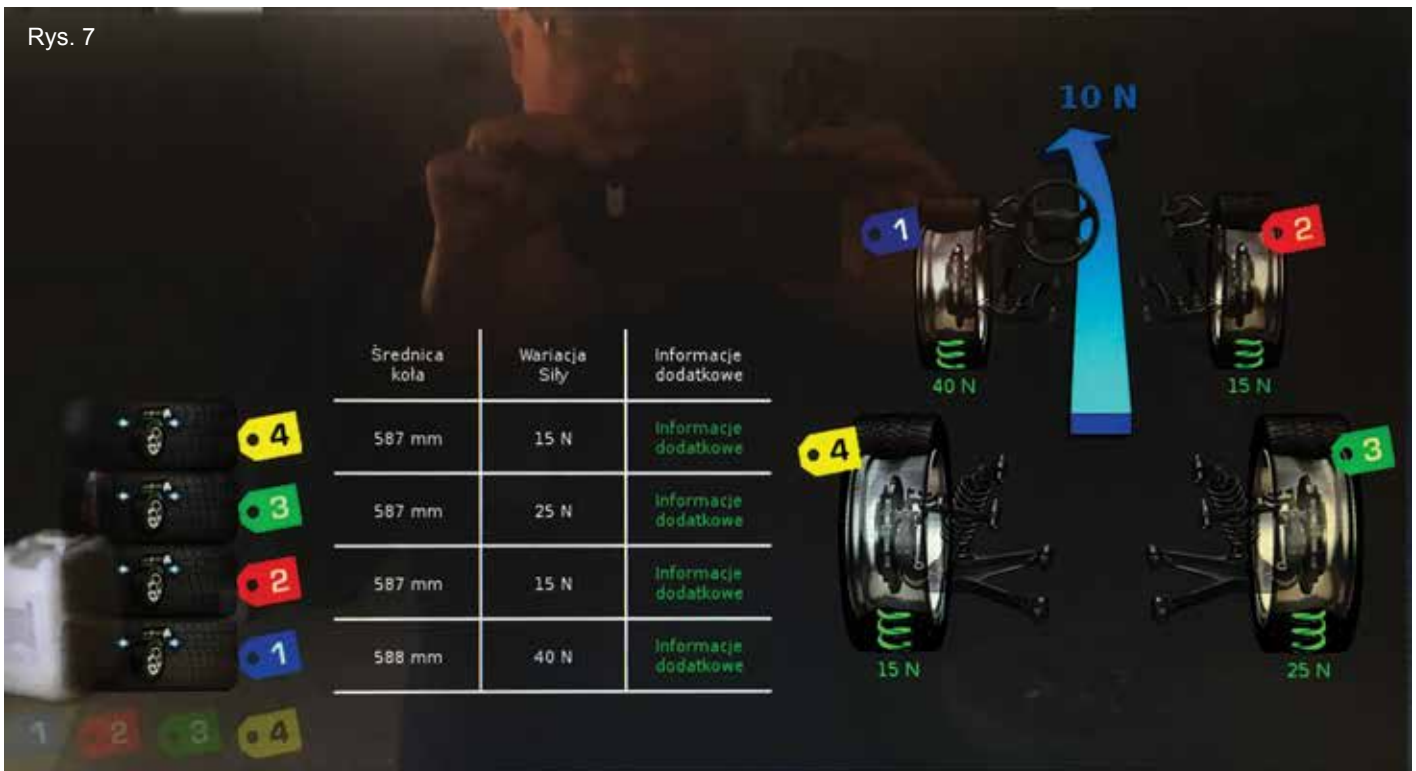 Rys. 7
10 N
1
2
40 N
15 N
4
3
15 N
25 N
Średnica
koła
Wariacja
Siły
Informacje
dodatkowe
4
587 mm
15 N
Informacje
dodatkowe
3
587 mm
25 N
Informacje
dodatkowe
2
587 mm
15 N
Informacje
dodatkowe
1
588 mm
40 N
Informacje
dodatkowe
1
2
3
4